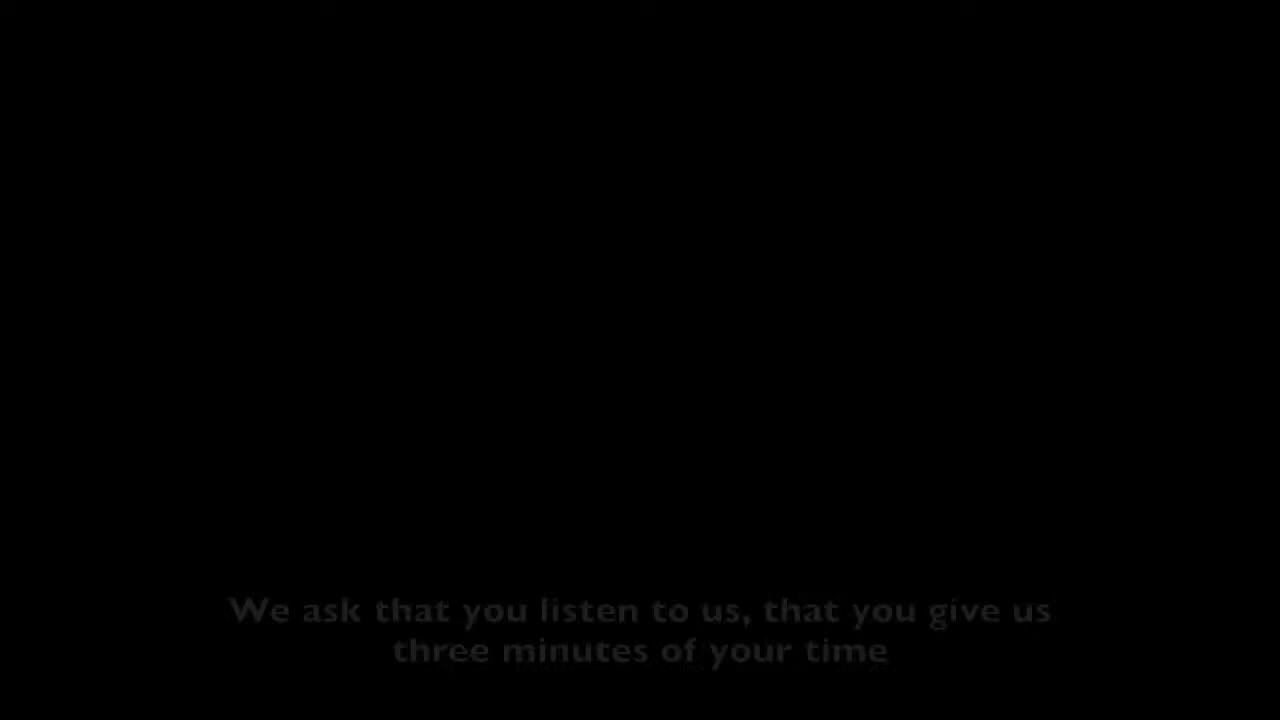 We ask that you listen to us, that you give us
three minutes of your time